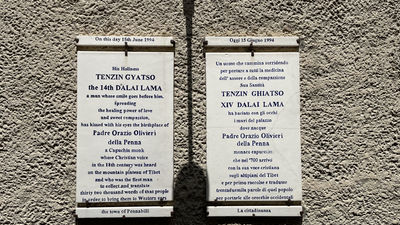 On this day 15th June 1994
His Holiness
TENZIN GYATSO
the 14th DALAI LAMA
a man whose smile goes before him.
Spreading
the healing power of love
and sweet compassion,
has kissed with his eyes the birthplace of
Padre Orazio Olivieri
della Penna
a Capuchin monk
whose Christian voice
in the 18th century was heard
on the mountain plateau of Tibet
and who was the first man
to collect and translate
thirty two thousand words of that people
in order to bring them to Western ears
the town of Pennabili
Oggi 15 Giugno 1994
Un uomo che cammina sorridendo
per portare a tutti la medicina
dell'amore e della compassione
Sua Santità
TENZIN GHIATSO
XIV DALAI LAMA
ha baciato con gli occhi
i muri del palazzo
dove nacque
Padre Orazio Olivieri
della Penna
monaco cappuccino
che nel '700 arrivò
con la sua voce cristiana
sugli altipiani del Tibet
e per primo raccolse e tradusse
trentaduemila parole di quel popolo
per portarle alle orecchie occidentali
La cittadinanza